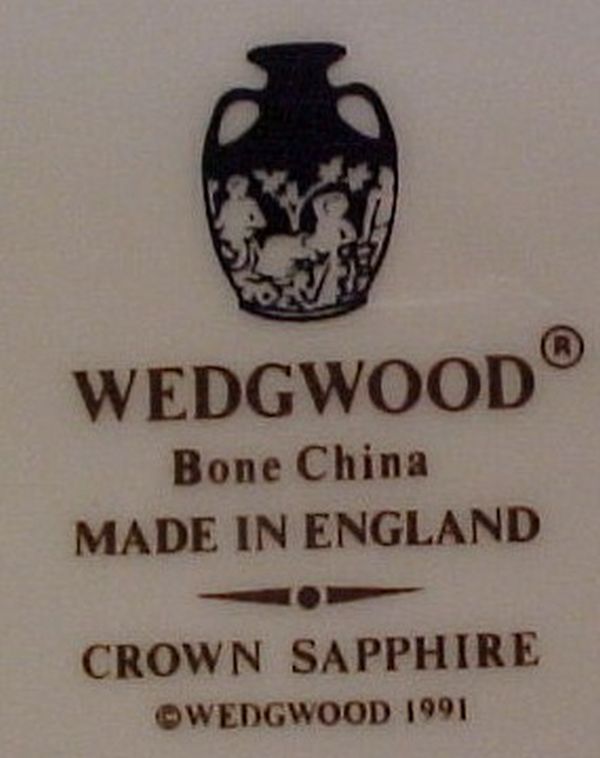 WEDGWOOD®
Bone China
MADE IN ENGLAND
CROWN SAPPHIRE
©WEDGWOOD 1991